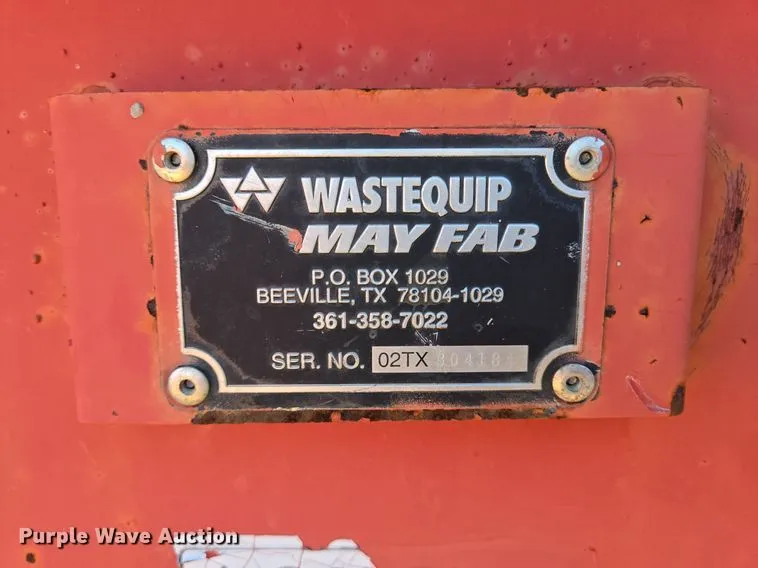 WASTEQUIP
MAY FAB
P.O. BOX 1029
BEEVILLE, TX 78104-1029
361-358-7022
SER. NO. 02TX
Purple Wave Auction